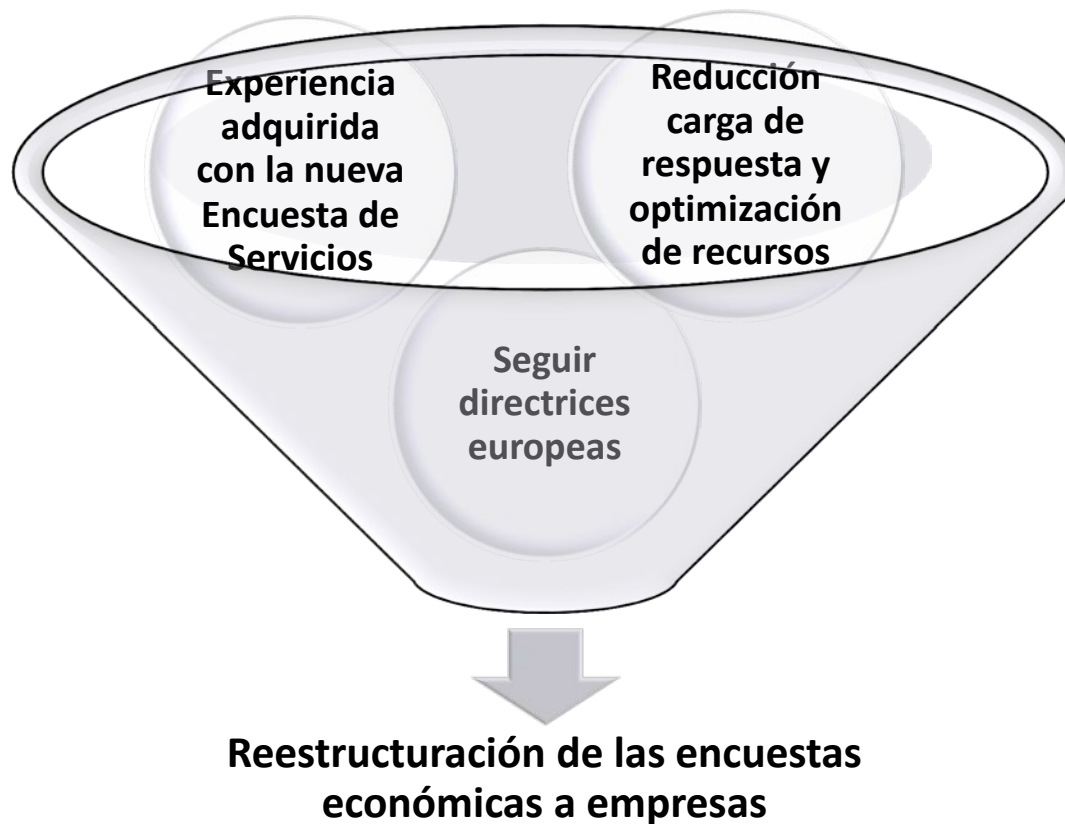 Experiencia
adquirida
con la nueva
Encuesta de
Servicios
Reducción
carga de
respuesta y
optimización
de recursos
Seguir
directrices
europeas
Reestructuración de las encuestas
económicas a empresas